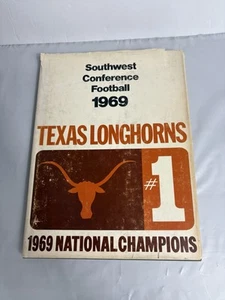 Southwest
Conference
Football
1969
TEXAS LONGHORNS
#1
1969 NATIONAL CHAMPIONS